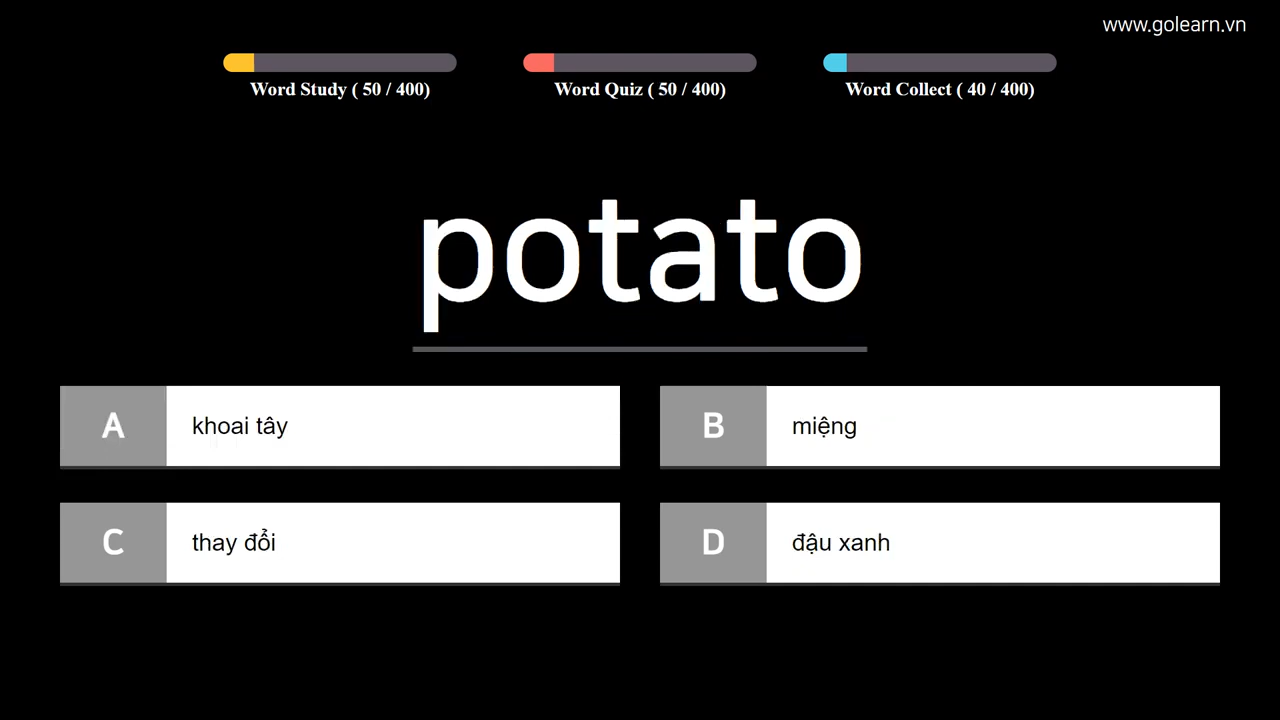 www.golearn.vn
Word Study ( 50 / 400)
Word Quiz ( 50 / 400)
Word Collect ( 40 / 400)
potato
A khoai tây
B miệng
C thay đổi
D đậu xanh